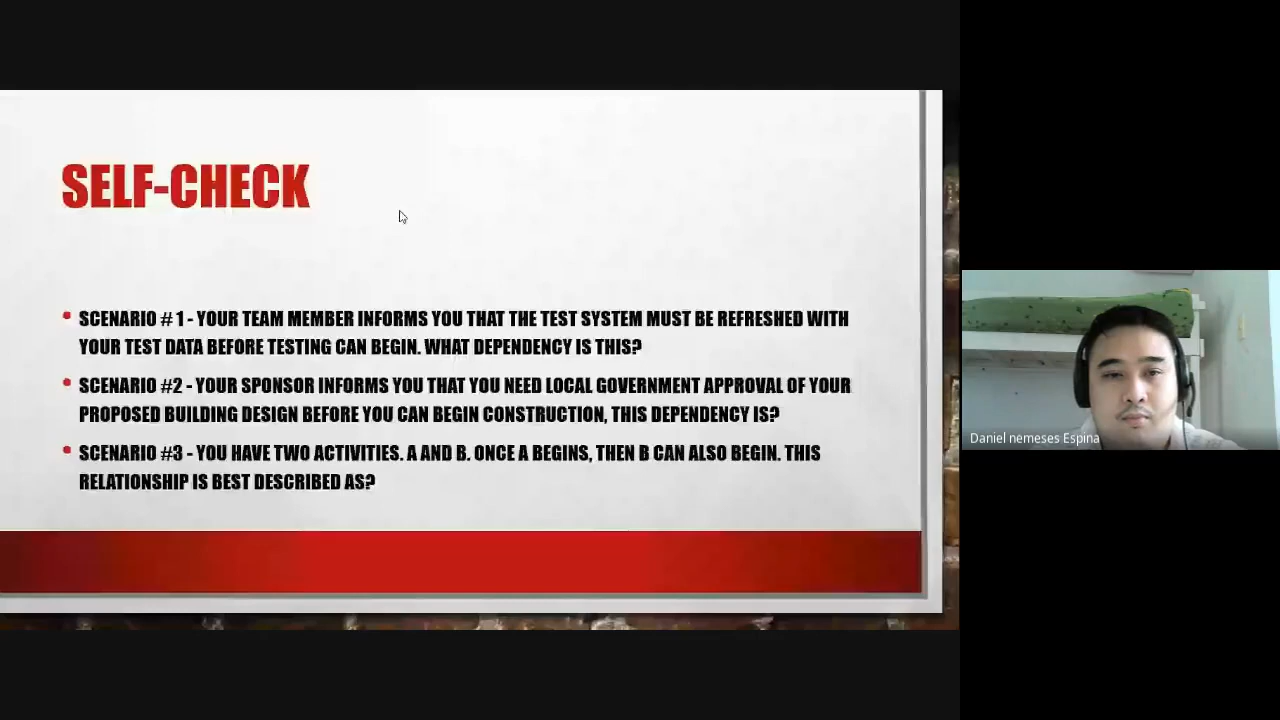 SELF-CHECK
• SCENARIO #1 - YOUR TEAM MEMBER INFORMS YOU THAT THE TEST SYSTEM MUST BE REFRESHED WITH
YOUR TEST DATA BEFORE TESTING CAN BEGIN. WHAT DEPENDENCY IS THIS?
• SCENARIO #2 - YOUR SPONSOR INFORMS YOU THAT YOU NEED LOCAL GOVERNMENT APPROVAL OF YOUR
PROPOSED BUILDING DESIGN BEFORE YOU CAN BEGIN CONSTRUCTION, THIS DEPENDENCY IS?
• SCENARIO #3 - YOU HAVE TWO ACTIVITIES. A AND B. ONCE A BEGINS, THEN B CAN ALSO BEGIN. THIS
RELATIONSHIP IS BEST DESCRIBED AS?
Daniel nemeses Espina